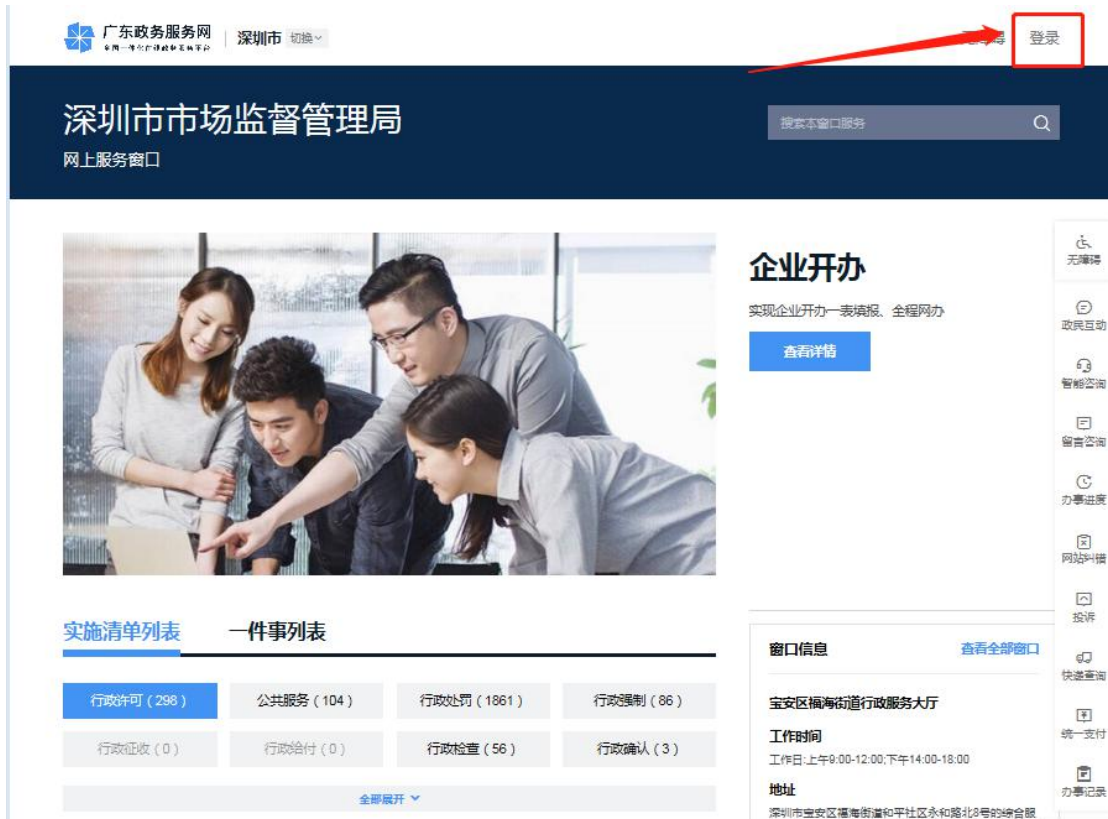 广东政务服务网
深圳市 切换
登录
深圳市市场监督管理局
网上服务窗口
搜索本窗口服务
企业开办
实现企业开办一表填报、全程网办
查看详情
无障碍
政民互动
智能咨询
留言咨询
办事进度
网站纠错
投诉
快递查询
统一支付
办事记录
实施清单列表 一件事列表
行政许可(298) 公共服务(104) 行政处罚(1861) 行政强制(86)
行政征收(0) 行政给付(0) 行政检查(56) 行政确认(3)
全部展开
窗口信息 查看全部窗口
宝安区福海街道行政服务大厅
工作时间
工作日:上午9:00-12:00;下午14:00-18:00
地址
深圳市宝安区福海街道和平社区永和路北8号的综合服